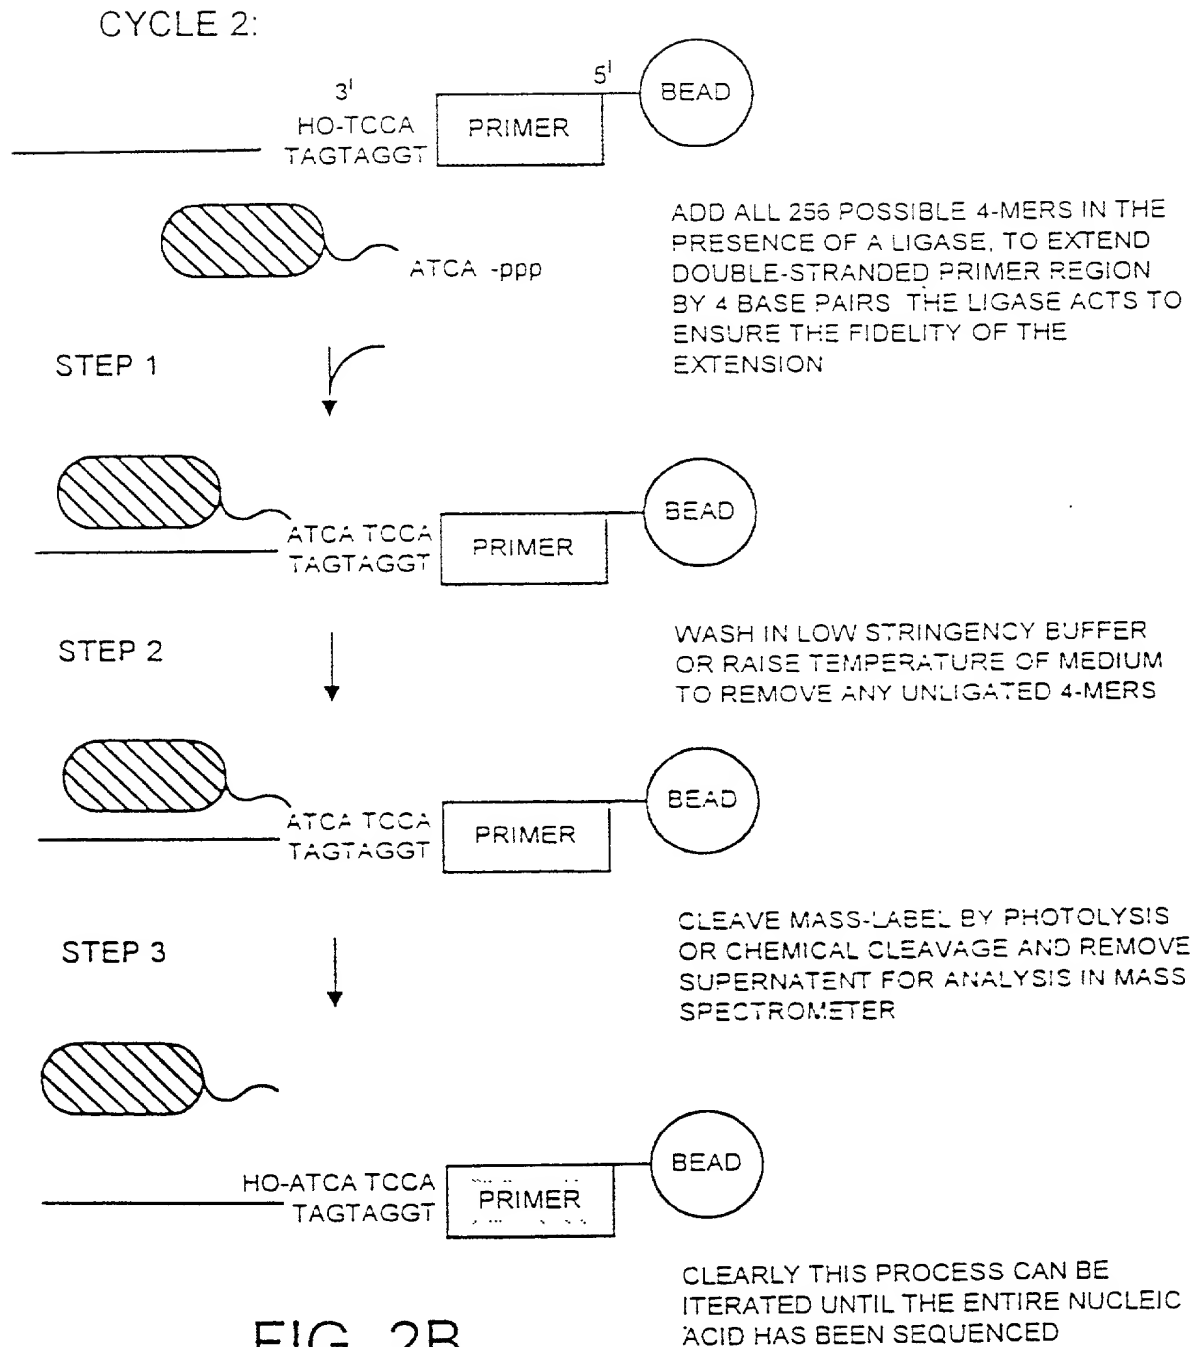 CYCLE 2:
3' 5'
HO-TCCA
TAGTAGGT
PRIMER
BEAD
ATCA -ppp
ADD ALL 256 POSSIBLE 4-MERS IN THE
PRESENCE OF A LIGASE, TO EXTEND
DOUBLE-STRANDED PRIMER REGION
BY 4 BASE PAIRS THE LIGASE ACTS TO
ENSURE THE FIDELITY OF THE
EXTENSION
STEP 1
ATCA TCCA
TAGTAGGT
PRIMER
BEAD
STEP 2
WASH IN LOW STRINGENCY BUFFER
OR RAISE TEMPERATURE OF MEDIUM
TO REMOVE ANY UNLIGATED 4-MERS
ATCA TCCA
TAGTAGGT
PRIMER
BEAD
STEP 3
CLEAVE MASS-LABEL BY PHOTOLYSIS
OR CHEMICAL CLEAVAGE AND REMOVE
SUPERNATENT FOR ANALYSIS IN MASS
SPECTROMETER
HO-ATCA TCCA
TAGTAGGT
PRIMER
BEAD
CLEARLY THIS PROCESS CAN BE
ITERATED UNTIL THE ENTIRE NUCLEIC
ACID HAS BEEN SEQUENCED
FIG. 2B